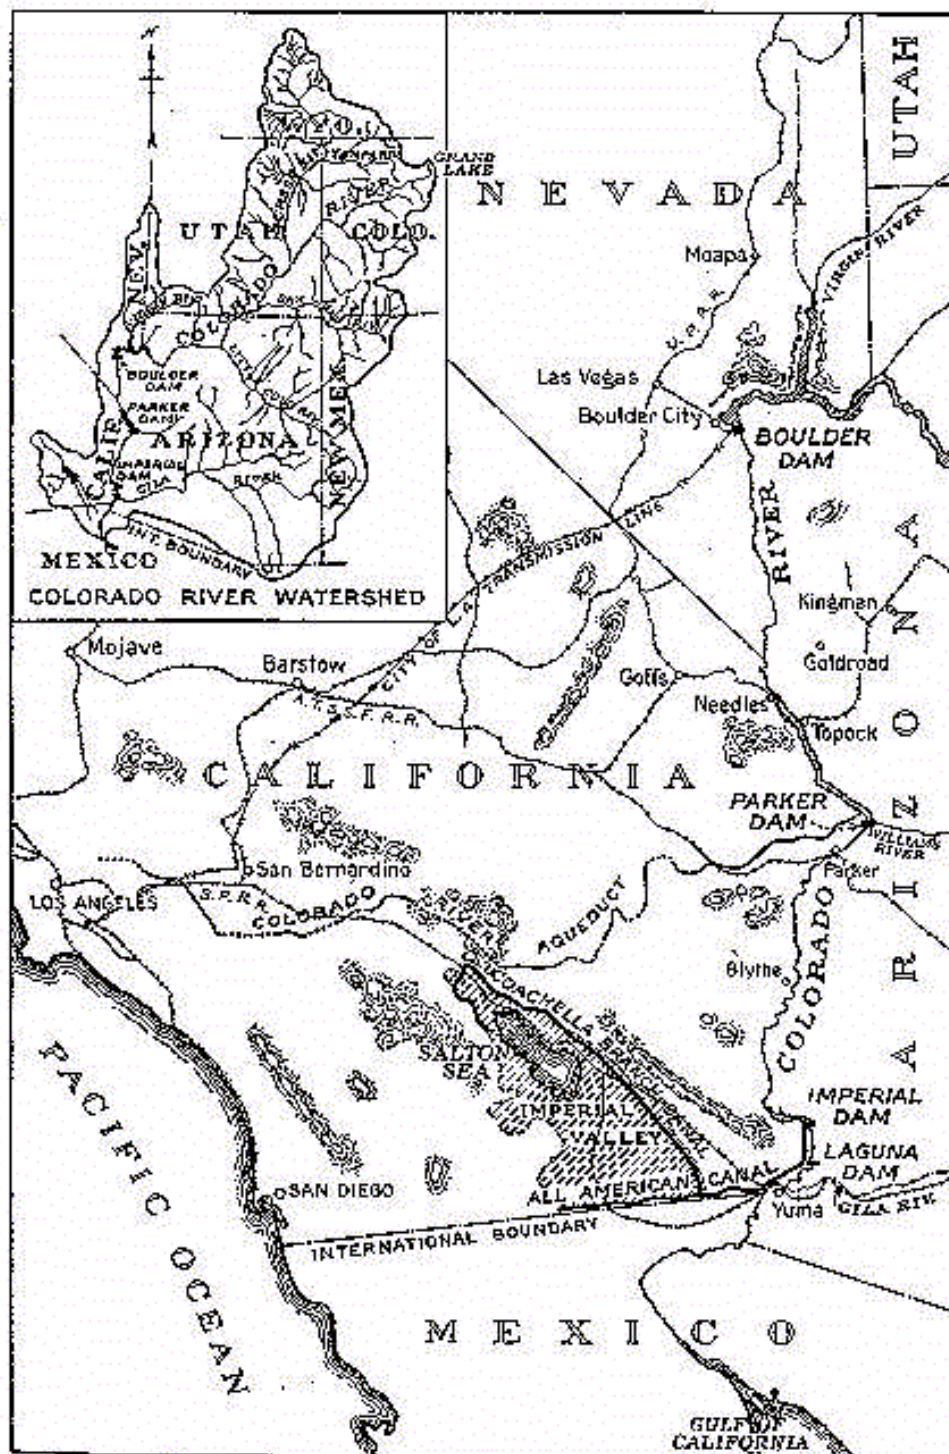 WYO.
GRAND
LAKE
RIVER
UTAH
COLO.
NEV.
COLORADO
SAN
BOULDER
DAM
PARKER
DAM
ARIZONA
CALIF.
IMPERIAL
DAM
GILA
RIVER
NEW MEX.
INT. BOUNDARY
MEXICO
COLORADO RIVER WATERSHED
UTAH
NEVADA
Moapa
VIRGIN RIVER
U.P.R.R.
Las Vegas
Boulder City
BOULDER
DAM
RIVER
CITY OF L.A. TRANSMISSION LINE
Kingman
Goldroad
Mojave
Barstow
Goffs
A.T.&S.F.R.R.
Needles
Topock
CALIFORNIA
PARKER
DAM
WILLIAMS
RIVER
Parker
ARIZONA
San Bernardino
LOS ANGELES
S.P.R.R.
COLORADO RIVER AQUEDUCT
Blythe
COLORADO
COACHELLA BRANCH CANAL
SALTON
SEA
IMPERIAL
VALLEY
IMPERIAL
DAM
LAGUNA
DAM
ALL AMERICAN CANAL
SAN DIEGO
Yuma
GILA RIV.
INTERNATIONAL BOUNDARY
PACIFIC OCEAN
MEXICO
GULF OF
CALIFORNIA